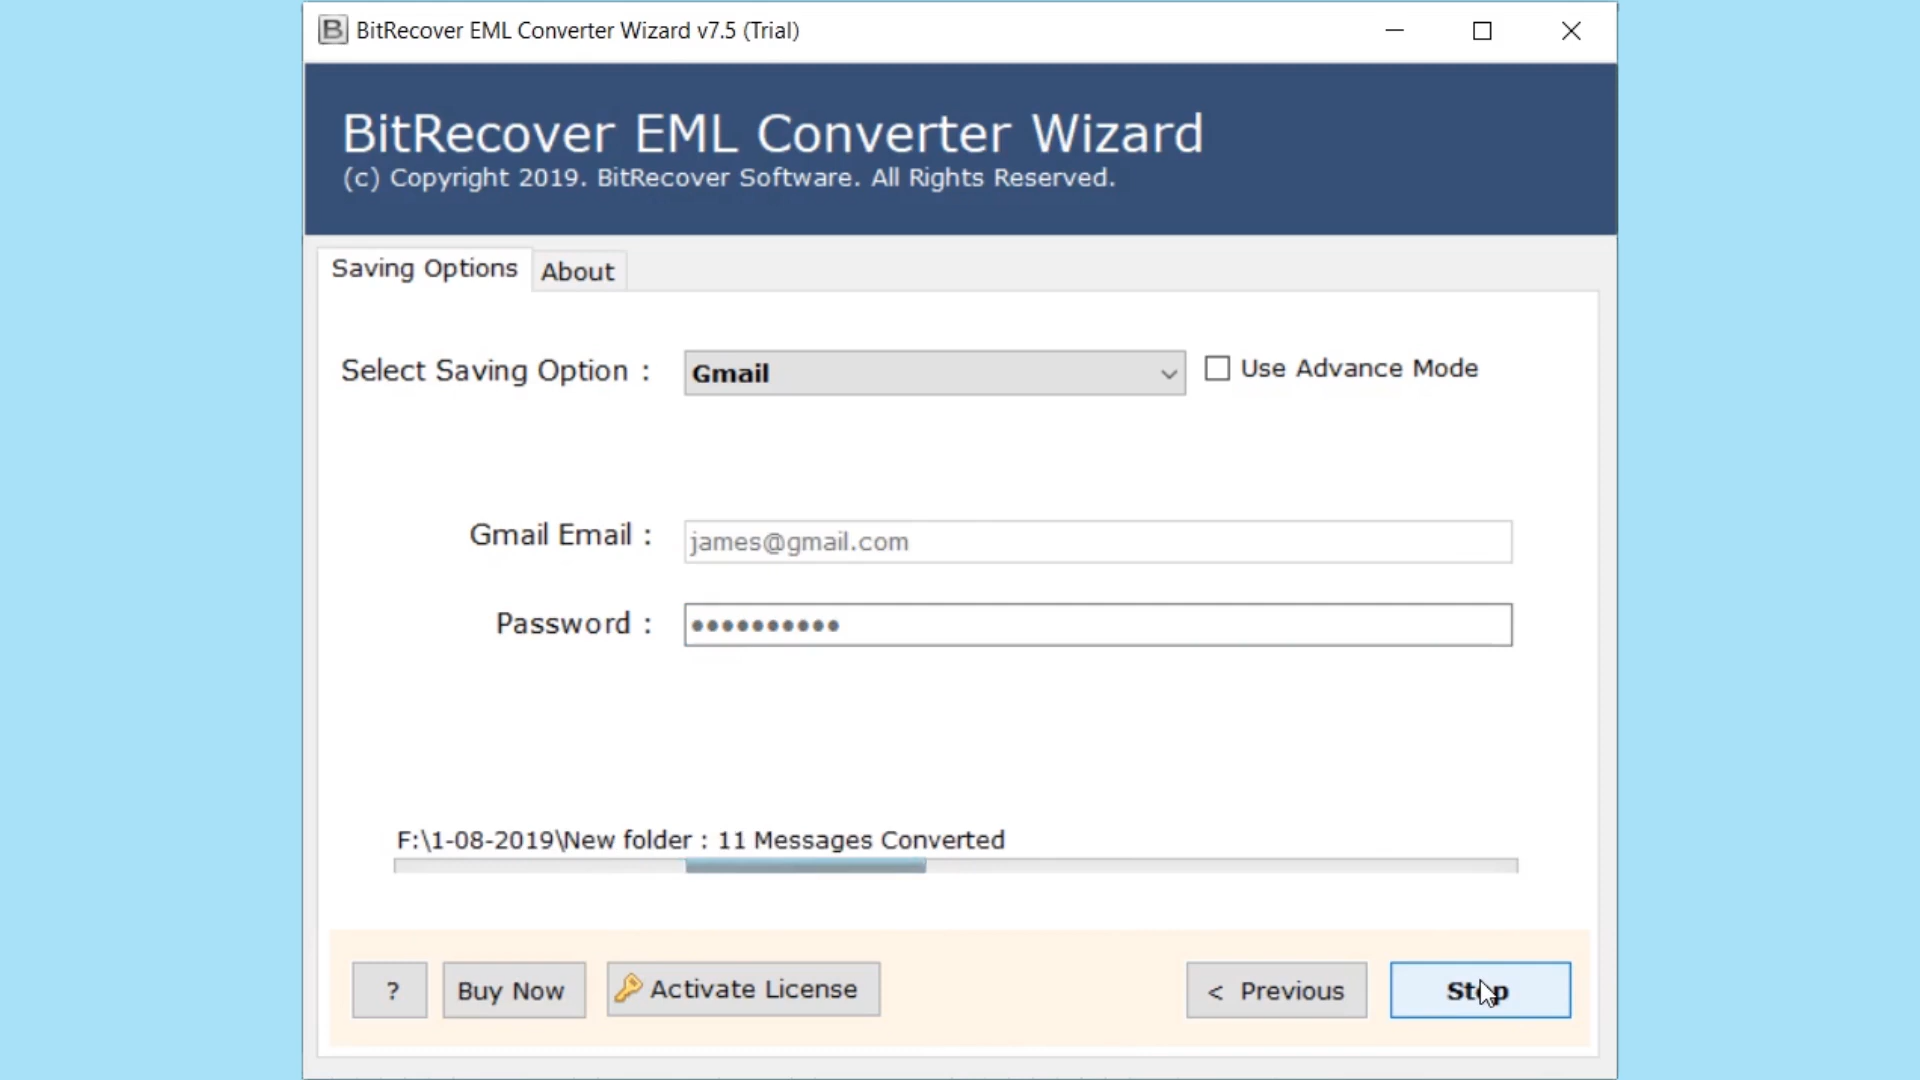 BitRecover EML Converter Wizard v7.5 (Trial)
BitRecover EML Converter Wizard
(c) Copyright 2019. BitRecover Software. All Rights Reserved.
Saving Options About
Select Saving Option : Gmail Use Advance Mode
Gmail Email : james@gmail.com
Password : ••••••••••
F:\1-08-2019\New folder : 11 Messages Converted
? Buy Now Activate License < Previous Stop